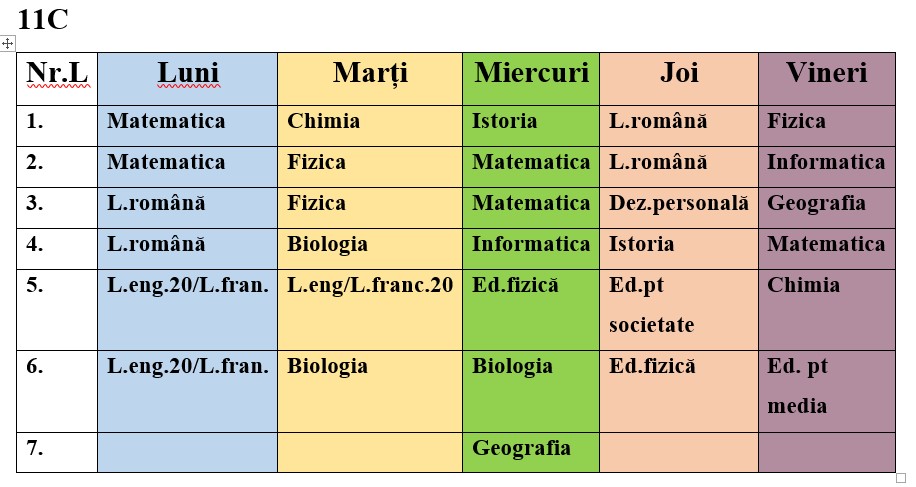 11C
Nr.L Luni Marți Miercuri Joi Vineri
1. Matematica Chimia Istoria L.română Fizica
2. Matematica Fizica Matematica L.română Informatica
3. L.română Fizica Matematica Dez.personală Geografia
4. L.română Biologia Informatica Istoria Matematica
5. L.eng.20/L.fran. L.eng/L.franc.20 Ed.fizică Ed.pt Chimia
societate
6. L.eng.20/L.fran. Biologia Biologia Ed.fizică Ed. pt
media
7. Geografia